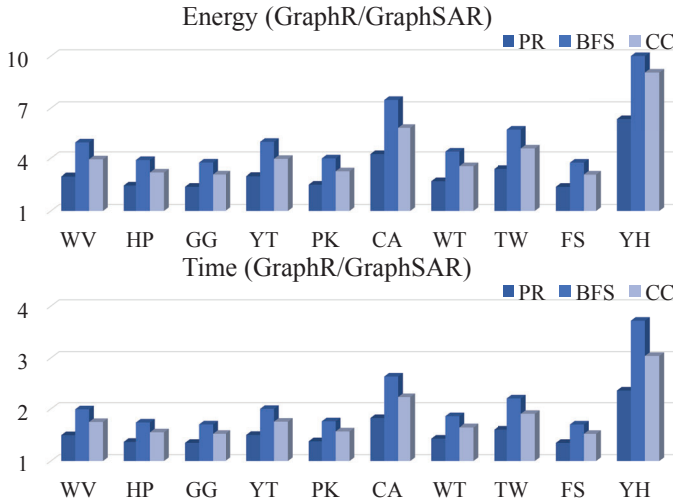 Energy (GraphR/GraphSAR)
PR BFS CC
10
7
4
1
WV HP GG YT PK CA WT TW FS YH
Time (GraphR/GraphSAR)
PR BFS CC
4
3
2
1
WV HP GG YT PK CA WT TW FS YH